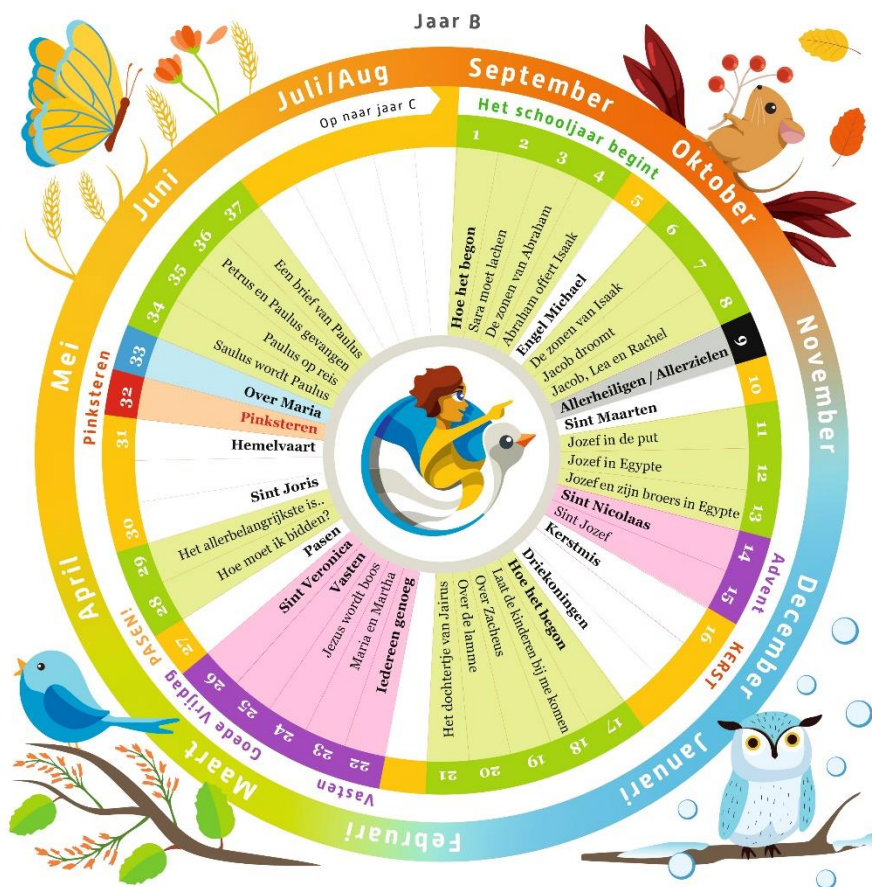 Jaar B
September
Oktober
November
December
Januari
Februari
Maart
April
Mei
Juni
Juli/Aug
Op naar jaar C
Het schooljaar begint
Advent
KERST
Vasten
Goede Vrijdag
PASEN!
Pinksteren
1
2
3
4
5
6
7
8
9
10
11
12
13
14
15
16
17
18
19
20
21
22
23
24
25
26
27
28
29
30
31
32
33
34
35
36
37
Hoe het begon
Sara moet lachen
De zonen van Abraham
Abraham offert Isaak
Engel Michael
De zonen van Isaak
Jacob droomt
Jacob, Lea en Rachel
Allerheiligen / Allerzielen
Sint Maarten
Jozef in de put
Jozef in Egypte
Jozef en zijn broers in Egypte
Sint Nicolaas
Sint Jozef
Kerstmis
Driekoningen
Hoe het begon
Laat de kinderen bij me komen
Over Zacheus
Over de lamme
Het dochtertje van Jairus
Iedereen genoeg
Maria en Martha
Jezus wordt boos
Vasten
Sint Veronica
Pasen
Hoe moet ik bidden?
Het allerbelangrijkste is..
Sint Joris
Hemelvaart
Pinksteren
Over Maria
Saulus wordt Paulus
Paulus op reis
Petrus en Paulus gevangen
Een brief van Paulus